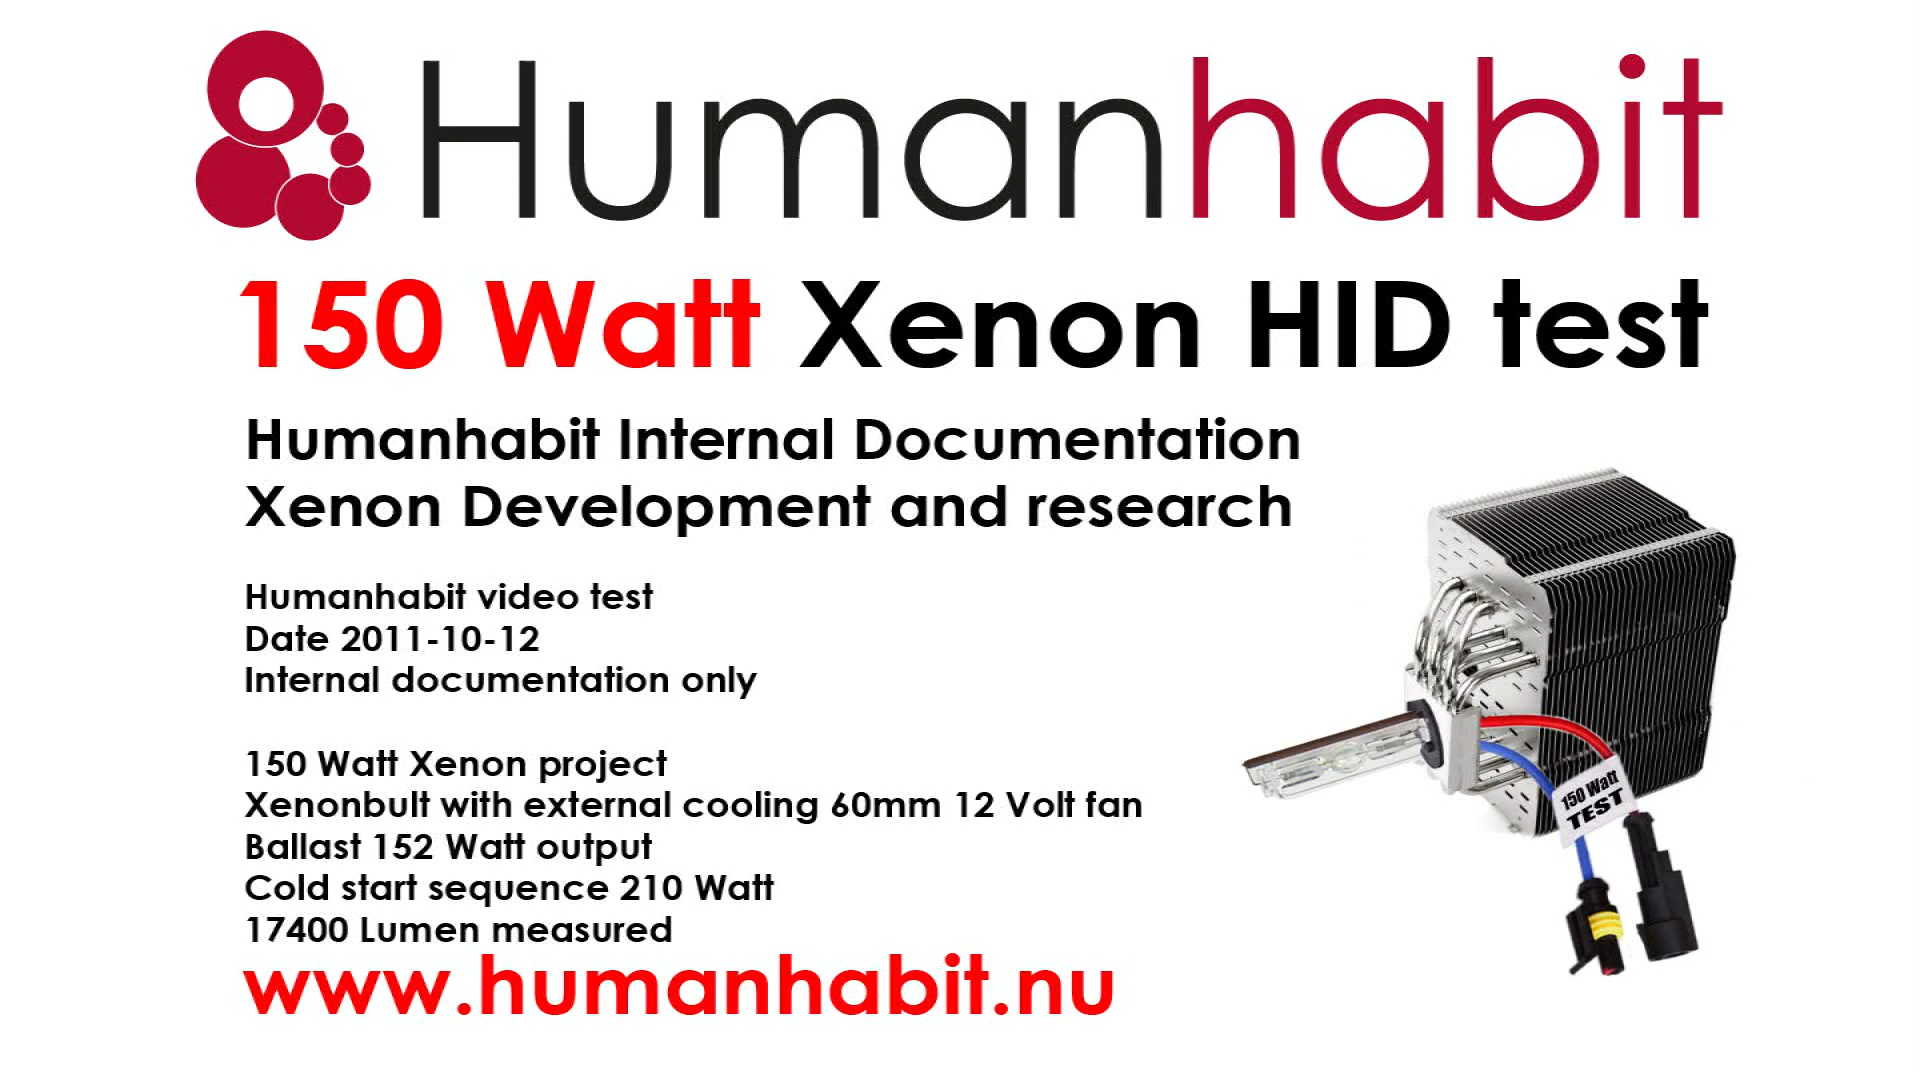 Humanhabit
150 Watt Xenon HID test
Humanhabit Internal Documentation
Xenon Development and research
Humanhabit video test
Date 2011-10-12
Internal documentation only
150 Watt Xenon project
Xenonbult with external cooling 60mm 12 Volt fan
Ballast 152 Watt output
Cold start sequence 210 Watt
17400 Lumen measured
www.humanhabit.nu
150 Watt
TEST